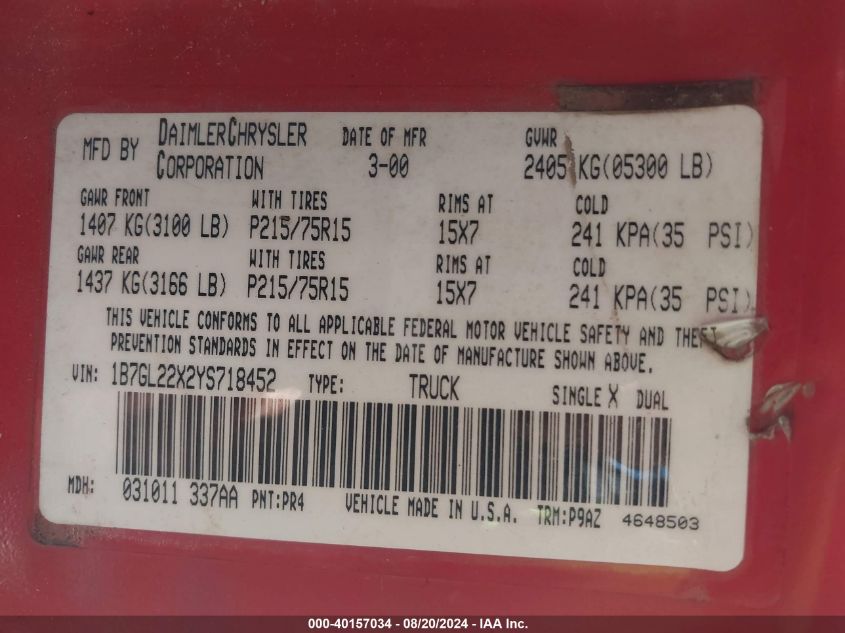 MFD BY DAIMLERCHRYSLER CORPORATION DATE OF MFR 3-00 GVWR 2405 KG(05300 LB)
GAWR FRONT WITH TIRES RIMS AT COLD
1407 KG(3100 LB) P215/75R15 15X7 241 KPA(35 PSI)
GAWR REAR WITH TIRES RIMS AT COLD
1437 KG(3166 LB) P215/75R15 15X7 241 KPA(35 PSI)
THIS VEHICLE CONFORMS TO ALL APPLICABLE FEDERAL MOTOR VEHICLE SAFETY AND THEFT
PREVENTION STANDARDS IN EFFECT ON THE DATE OF MANUFACTURE SHOWN ABOVE.
VIN: 1B7GL22X2YS718452 TYPE: TRUCK SINGLE X DUAL
MDH: 031011 337AA PNT:PR4 VEHICLE MADE IN U.S.A. TRM:P9AZ 4648503
000-40157034 - 08/20/2024 - IAA Inc.